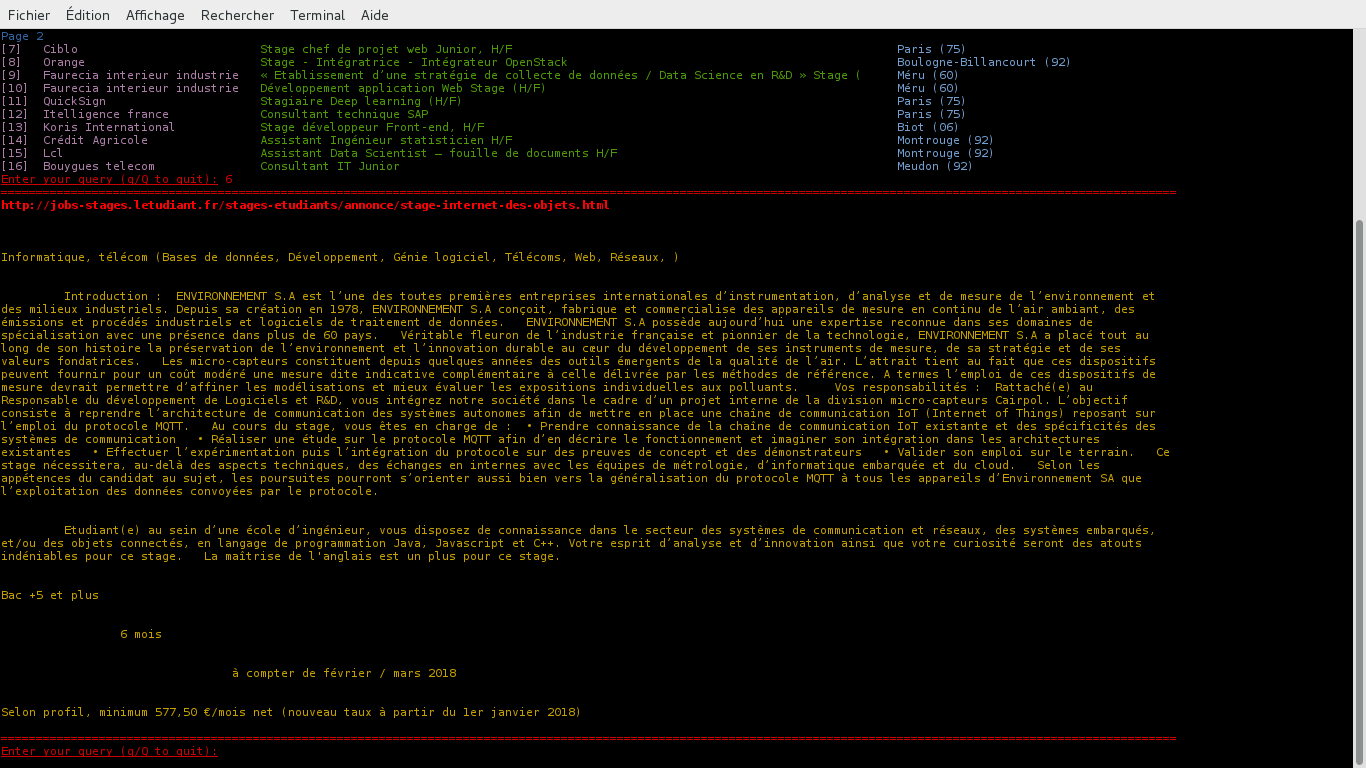 Fichier Édition Affichage Rechercher Terminal Aide
Page 2
[7] Ciblo Stage chef de projet web Junior, H/F Paris (75)
[8] Orange Stage - Intégratrice - Intégrateur OpenStack Boulogne-Billancourt (92)
[9] Faurecia interieur industrie « Etablissement d’une stratégie de collecte de données / Data Science en R&D » Stage ( Méru (60)
[10] Faurecia interieur industrie Développement application Web Stage (H/F) Méru (60)
[11] QuickSign Stagiaire Deep learning (H/F) Paris (75)
[12] Itelligence france Consultant technique SAP Paris (75)
[13] Koris International Stage développeur Front-end, H/F Biot (06)
[14] Crédit Agricole Assistant Ingénieur statisticien H/F Montrouge (92)
[15] Lcl Assistant Data Scientist – fouille de documents H/F Montrouge (92)
[16] Bouygues telecom Consultant IT Junior Meudon (92)
Enter your query (q/Q to quit): 6
http://jobs-stages.letudiant.fr/stages-etudiants/annonce/stage-internet-des-objets.html
Informatique, télécom (Bases de données, Développement, Génie logiciel, Télécoms, Web, Réseaux, )
Introduction : ENVIRONNEMENT S.A est l’une des toutes premières entreprises internationales d’instrumentation, d’analyse et de mesure de l’environnement et
des milieux industriels. Depuis sa création en 1978, ENVIRONNEMENT S.A conçoit, fabrique et commercialise des appareils de mesure en continu de l’air ambiant, des
émissions et procédés industriels et logiciels de traitement de données. ENVIRONNEMENT S.A possède aujourd’hui une expertise reconnue dans ses domaines de
spécialisation avec une présence dans plus de 60 pays. Véritable fleuron de l’industrie française et pionnier de la technologie, ENVIRONNEMENT S.A a placé tout au
long de son histoire la préservation de l’environnement et l’innovation durable au cœur du développement de ses instruments de mesure, de sa stratégie et de ses
valeurs fondatrices. Les micro-capteurs constituent depuis quelques années des outils émergents de la qualité de l’air. L’attrait tient au fait que ces dispositifs
peuvent fournir pour un coût modéré une mesure dite indicative complémentaire à celle délivrée par les méthodes de référence. A termes l’emploi de ces dispositifs de
mesure devrait permettre d’affiner les modélisations et mieux évaluer les expositions individuelles aux polluants. Vos responsabilités : Rattaché(e) au
Responsable du développement de Logiciels et R&D, vous intégrez notre société dans le cadre d’un projet interne de la division micro-capteurs Cairpol. L’objectif
consiste à reprendre l’architecture de communication des systèmes autonomes afin de mettre en place une chaîne de communication IoT (Internet of Things) reposant sur
l’emploi du protocole MQTT. Au cours du stage, vous êtes en charge de : • Prendre connaissance de la chaîne de communication IoT existante et des spécificités des
systèmes de communication • Réaliser une étude sur le protocole MQTT afin d’en décrire le fonctionnement et imaginer son intégration dans les architectures
existantes • Effectuer l’expérimentation puis l’intégration du protocole sur des preuves de concept et des démonstrateurs • Valider son emploi sur le terrain. Ce
stage nécessitera, au-delà des aspects techniques, des échanges en internes avec les équipes de métrologie, d’informatique embarquée et du cloud. Selon les
appétences du candidat au sujet, les poursuites pourront s’orienter aussi bien vers la généralisation du protocole MQTT à tous les appareils d’Environnement SA que
l’exploitation des données convoyées par le protocole.
Etudiant(e) au sein d’une école d’ingénieur, vous disposez de connaissance dans le secteur des systèmes de communication et réseaux, des systèmes embarqués,
et/ou des objets connectés, en langage de programmation Java, Javascript et C++. Votre esprit d’analyse et d’innovation ainsi que votre curiosité seront des atouts
indéniables pour ce stage. La maîtrise de l'anglais est un plus pour ce stage.
Bac +5 et plus
6 mois
à compter de février / mars 2018
Selon profil, minimum 577,50 €/mois net (nouveau taux à partir du 1er janvier 2018)
Enter your query (q/Q to quit):